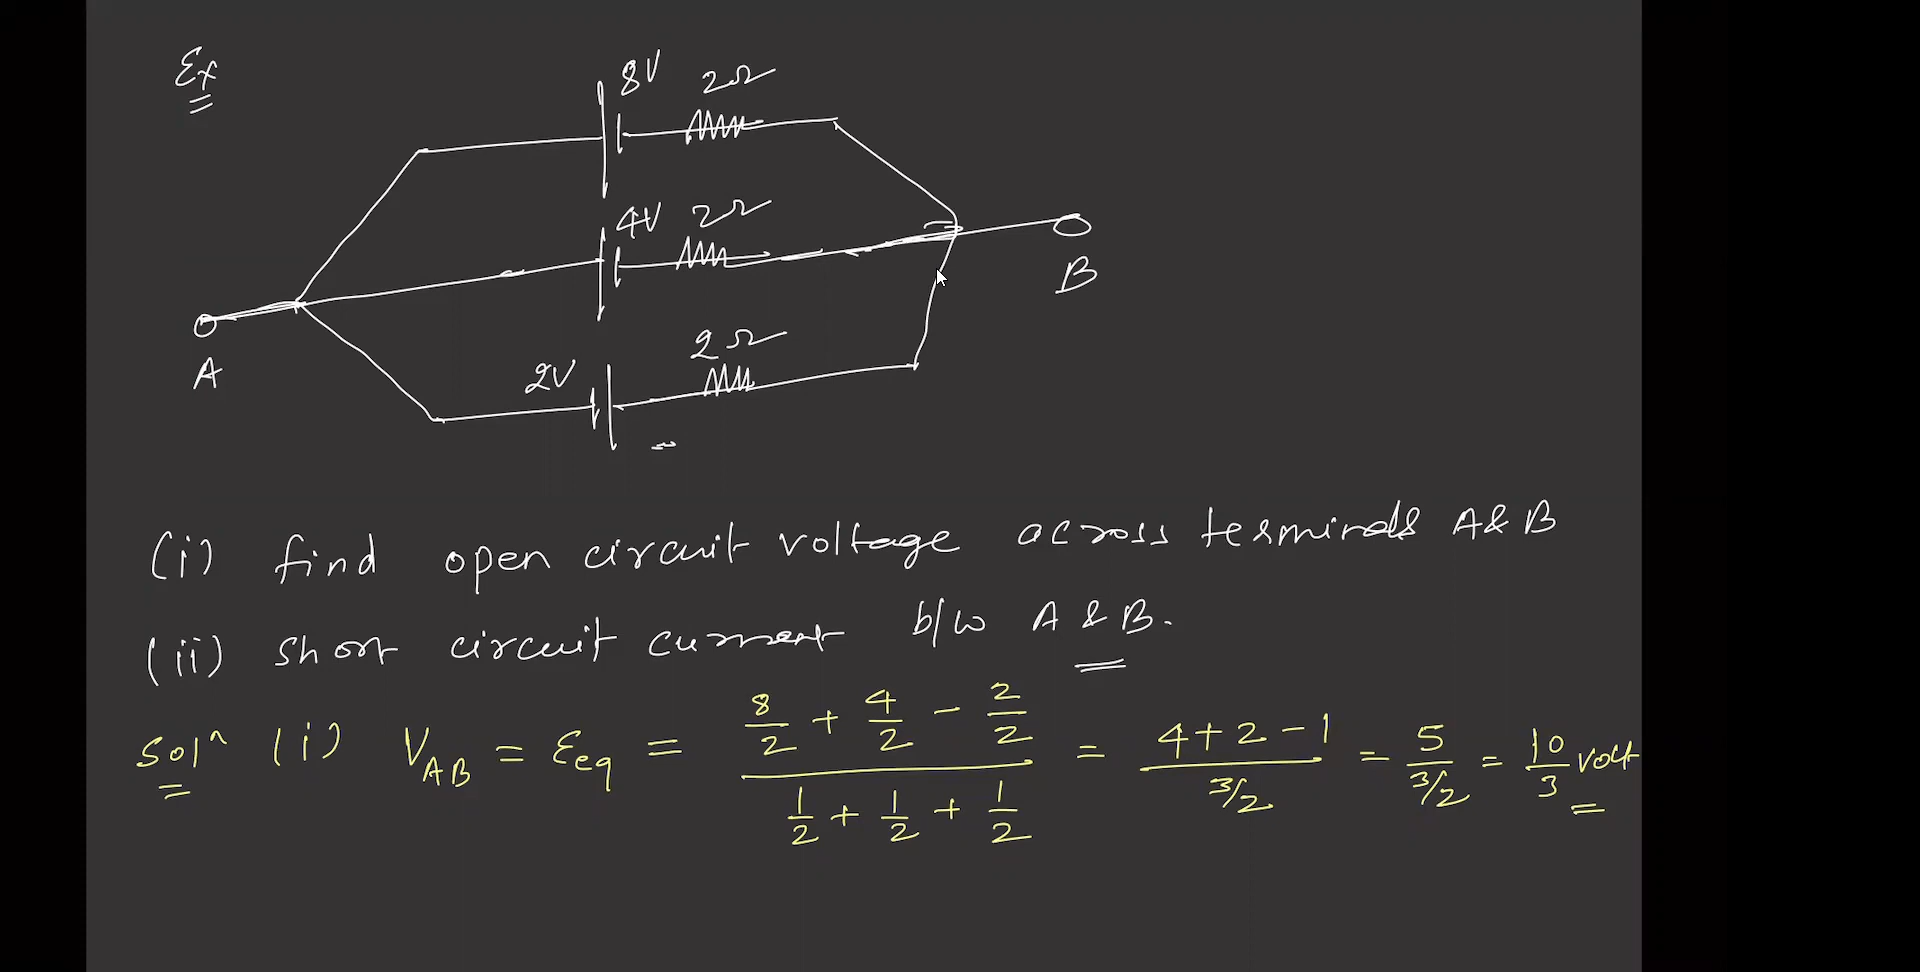 Ex
8V 2Ω
4V 2Ω
B
2Ω
2V
A
(i) find open circuit voltage across terminals A & B
(ii) short circuit current b/w A & B.
Solⁿ (i) V_AB = ε_eq = (8/2 + 4/2 - 2/2) / (1/2 + 1/2 + 1/2) = (4+2-1) / (3/2) = 5 / (3/2) = 10/3 volt